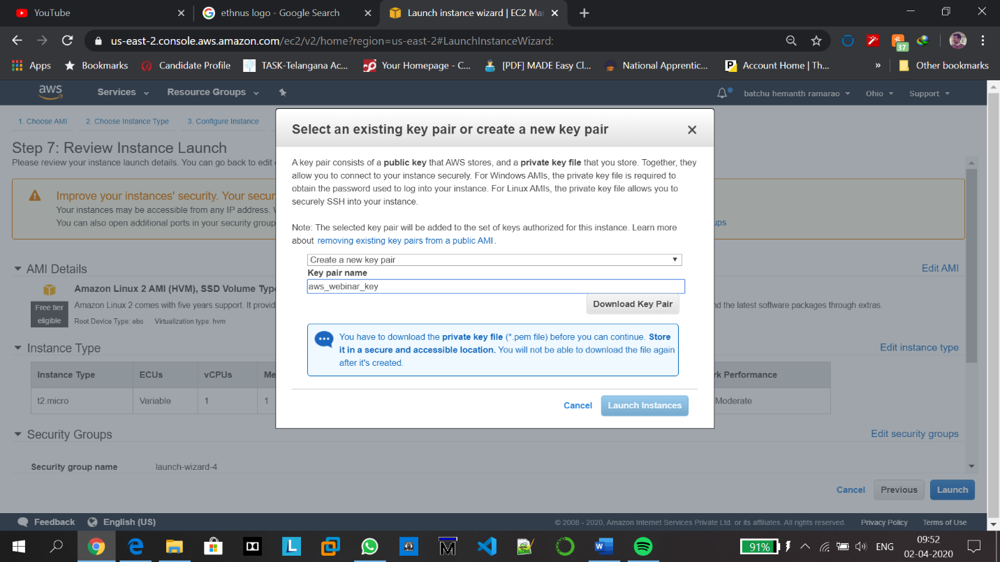 YouTube
ethnus logo - Google Search
Launch instance wizard | EC2 Ma
us-east-2.console.aws.amazon.com/ec2/v2/home?region=us-east-2#LaunchInstanceWizard:
37
Apps
Bookmarks
Candidate Profile
TASK-Telangana Ac...
Your Homepage - C...
[PDF] MADE Easy Cl...
National Apprentic...
Account Home | Th...
»
Other bookmarks
aws
Services
Resource Groups
batchu hemanth ramarao
Ohio
Support
1. Choose AMI
2. Choose Instance Type
3. Configure Instance
Step 7: Review Instance Launch
Please review your instance launch details. You can go back to edit
Improve your instances' security. Your secur
Your instances may be accessible from any IP address.
You can also open additional ports in your security group
ups
AMI Details
Edit AMI
Amazon Linux 2 AMI (HVM), SSD Volume Typ
Free tier
eligible
Amazon Linux 2 comes with five years support. It provid
nd the latest software packages through extras.
Root Device Type: ebs Virtualization type: hvm
Instance Type
Edit instance type
Instance Type
ECUs
vCPUs
Me
rk Performance
t2.micro
Variable
1
1
Moderate
Security Groups
Edit security groups
Security group name
launch-wizard-4
Select an existing key pair or create a new key pair
A key pair consists of a public key that AWS stores, and a private key file that you store. Together, they
allow you to connect to your instance securely. For Windows AMIs, the private key file is required to
obtain the password used to log into your instance. For Linux AMIs, the private key file allows you to
securely SSH into your instance.
Note: The selected key pair will be added to the set of keys authorized for this instance. Learn more
about removing existing key pairs from a public AMI.
Create a new key pair
Key pair name
aws_webinar_key
Download Key Pair
You have to download the private key file (*.pem file) before you can continue. Store
it in a secure and accessible location. You will not be able to download the file again
after it's created.
Cancel
Launch Instances
Cancel
Previous
Launch
Feedback
English (US)
© 2008 - 2020, Amazon Internet Services Private Ltd. or its affiliates. All rights reserved.
Privacy Policy
Terms of Use
91%
ENG
09:52
02-04-2020